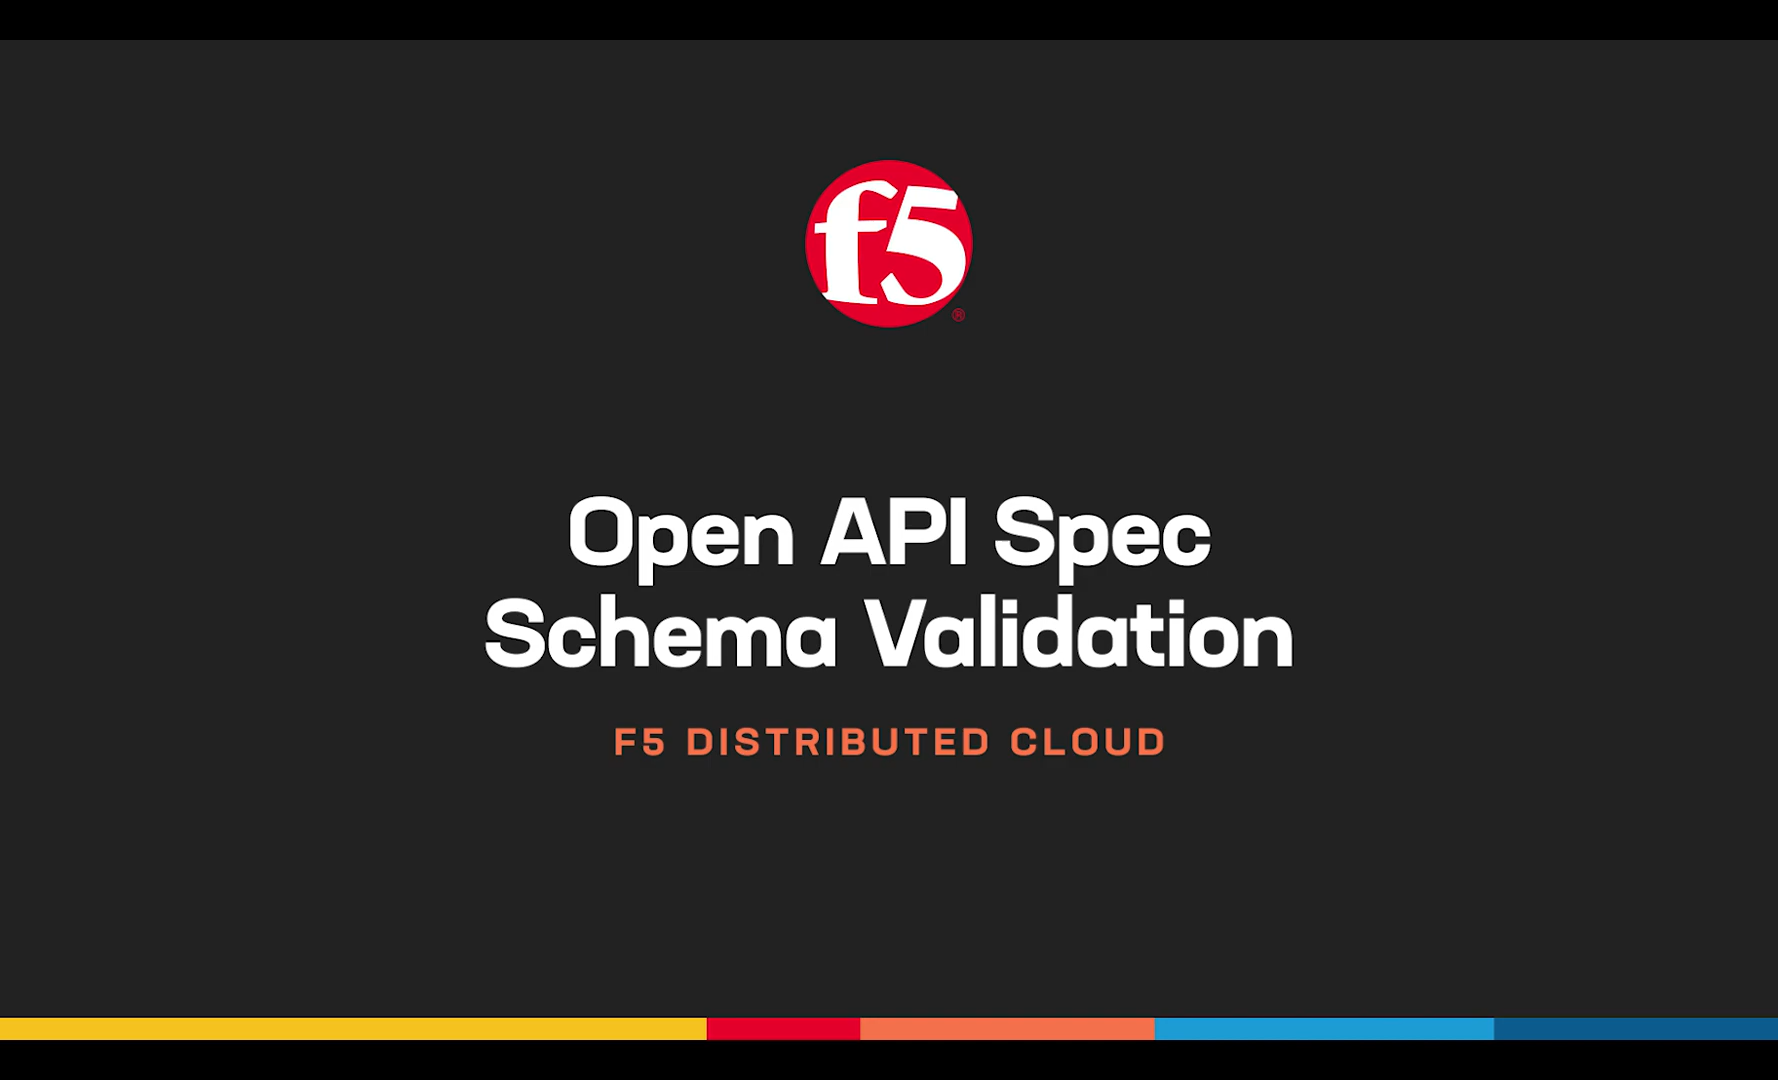 f5
®
Open API Spec
Schema Validation
F5 DISTRIBUTED CLOUD